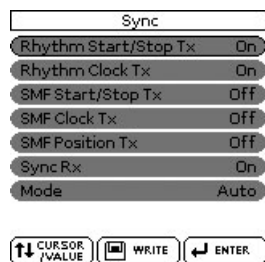 Sync
Rhythm Start/Stop Tx On
Rhythm Clock Tx On
SMF Start/Stop Tx Off
SMF Clock Tx Off
SMF Position Tx Off
Sync Rx On
Mode Auto
CURSOR
/VALUE
WRITE
ENTER